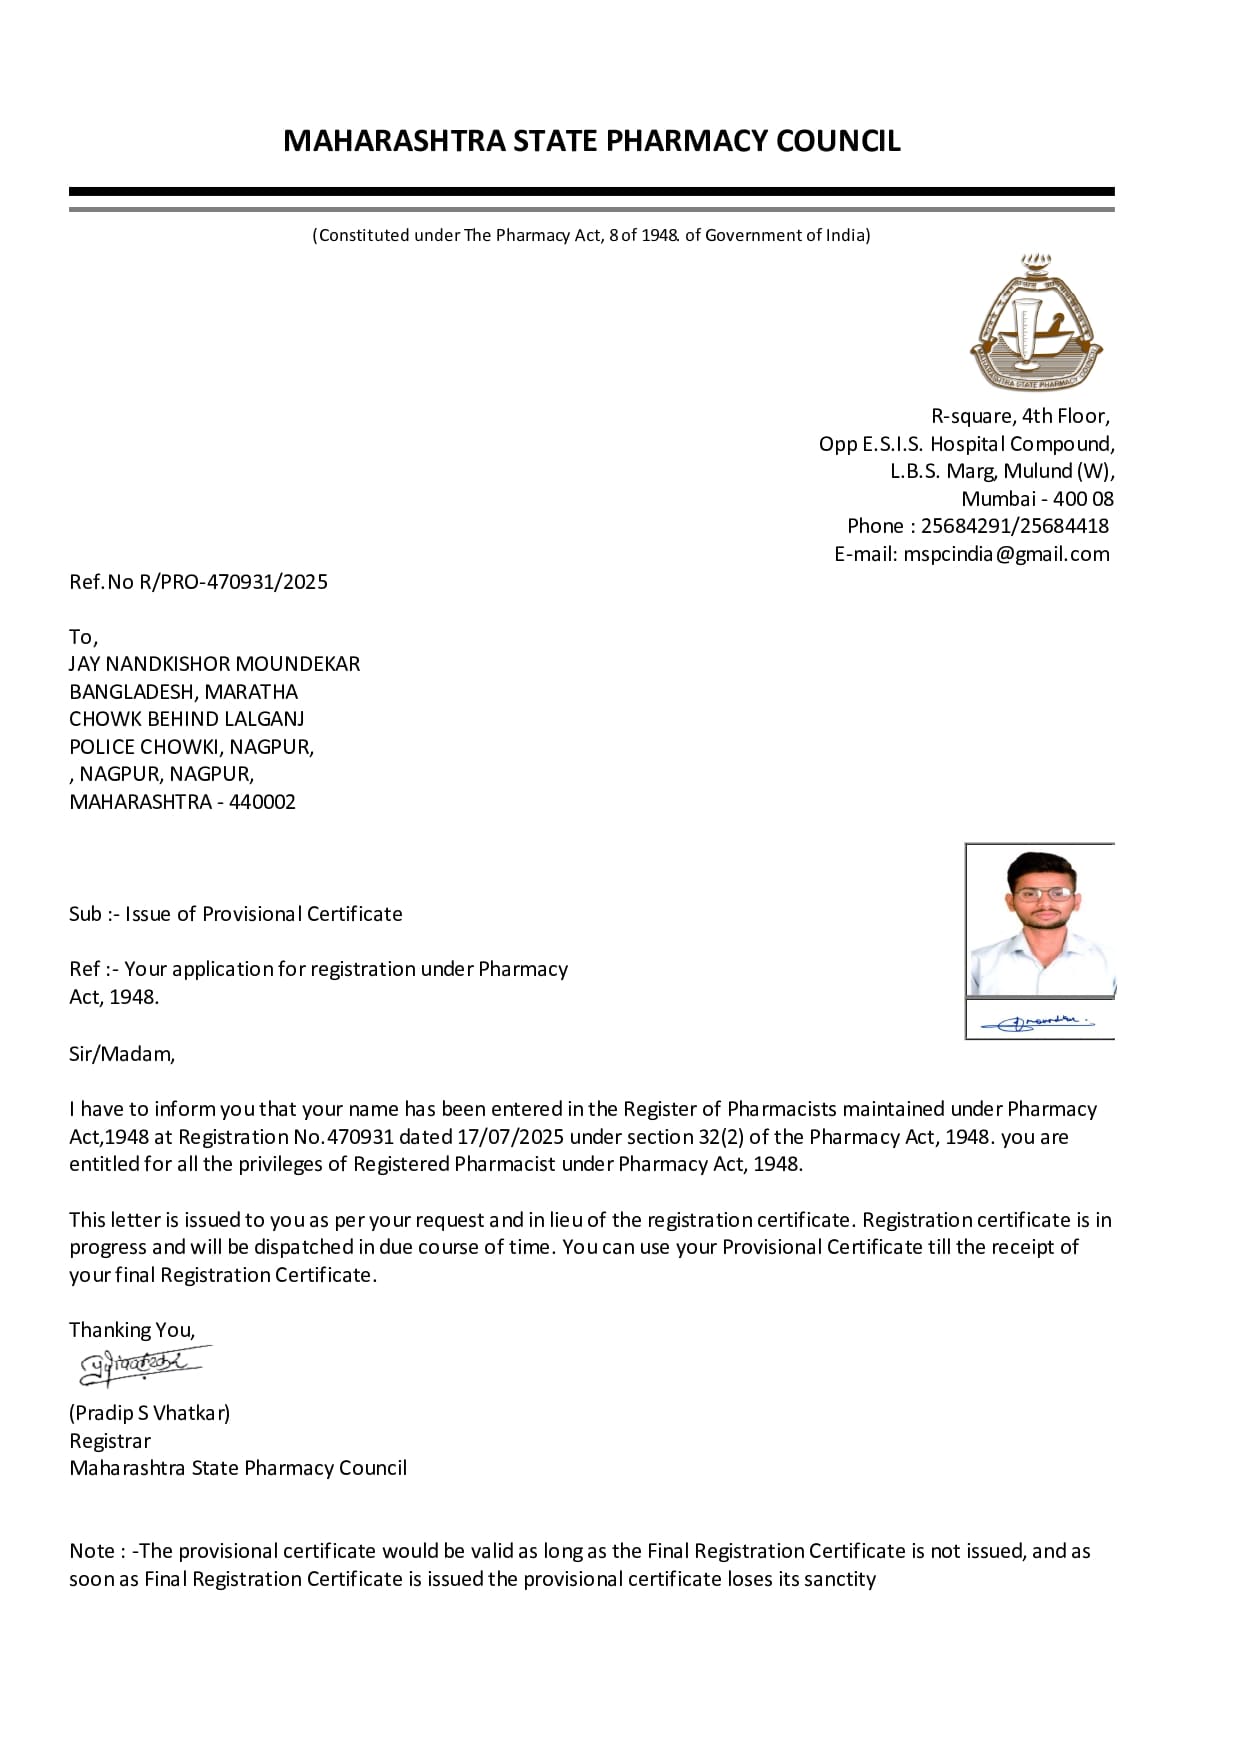 MAHARASHTRA STATE PHARMACY COUNCIL
(Constituted under The Pharmacy Act, 8 of 1948. of Government of India)
MAHARASHTRA STATE PHARMACY COUNCIL
R-square, 4th Floor,
Opp E.S.I.S. Hospital Compound,
L.B.S. Marg, Mulund (W),
Mumbai - 400 08
Phone : 25684291/25684418
E-mail: mspcindia@gmail.com
Ref.No R/PRO-470931/2025
To,
JAY NANDKISHOR MOUNDEKAR
BANGLADESH, MARATHA
CHOWK BEHIND LALGANJ
POLICE CHOWKI, NAGPUR,
, NAGPUR, NAGPUR,
MAHARASHTRA - 440002
Sub :- Issue of Provisional Certificate
Ref :- Your application for registration under Pharmacy
Act, 1948.
Sir/Madam,
I have to inform you that your name has been entered in the Register of Pharmacists maintained under Pharmacy
Act,1948 at Registration No.470931 dated 17/07/2025 under section 32(2) of the Pharmacy Act, 1948. you are
entitled for all the privileges of Registered Pharmacist under Pharmacy Act, 1948.
This letter is issued to you as per your request and in lieu of the registration certificate. Registration certificate is in
progress and will be dispatched in due course of time. You can use your Provisional Certificate till the receipt of
your final Registration Certificate.
Thanking You,
(Pradip S Vhatkar)
Registrar
Maharashtra State Pharmacy Council
Note : -The provisional certificate would be valid as long as the Final Registration Certificate is not issued, and as
soon as Final Registration Certificate is issued the provisional certificate loses its sanctity